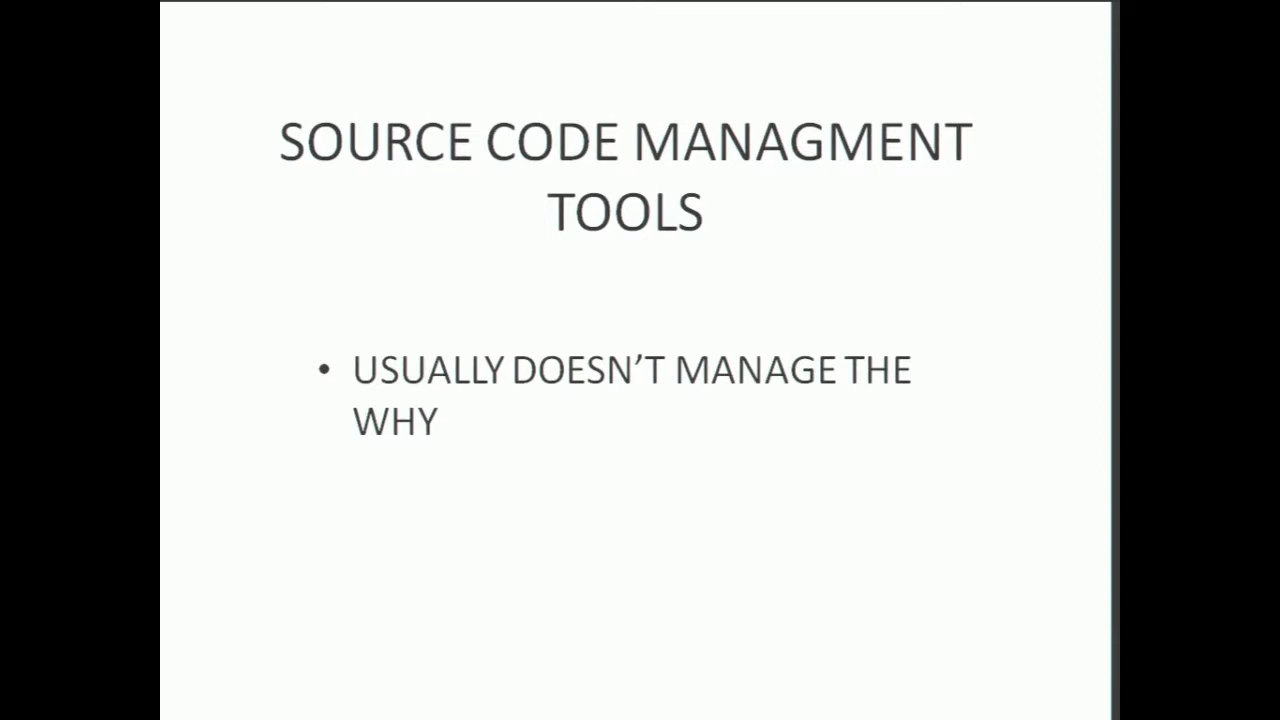 SOURCE CODE MANAGMENT
TOOLS
• USUALLY DOESN’T MANAGE THE
WHY